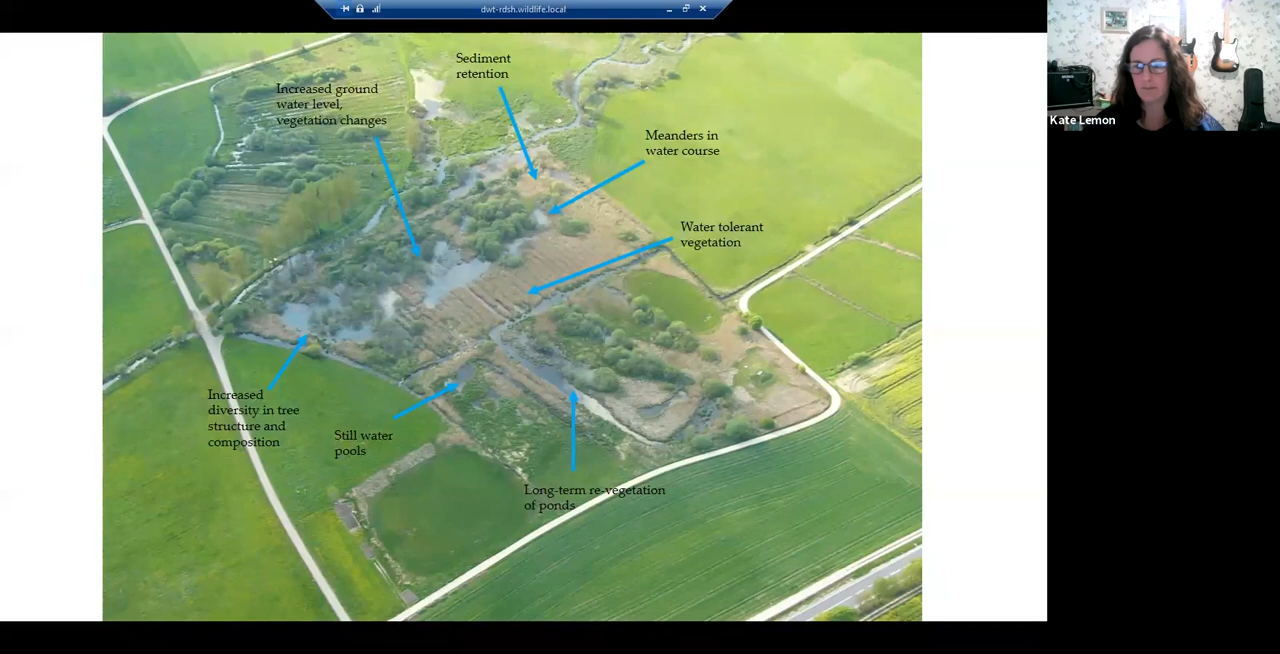 dwt-rdsh.wildlife.local
Sediment
retention
Increased ground
water level,
vegetation changes
Meanders in
water course
Water tolerant
vegetation
Increased
diversity in tree
structure and
composition
Still water
pools
Long-term re-vegetation
of ponds
Kate Lemon